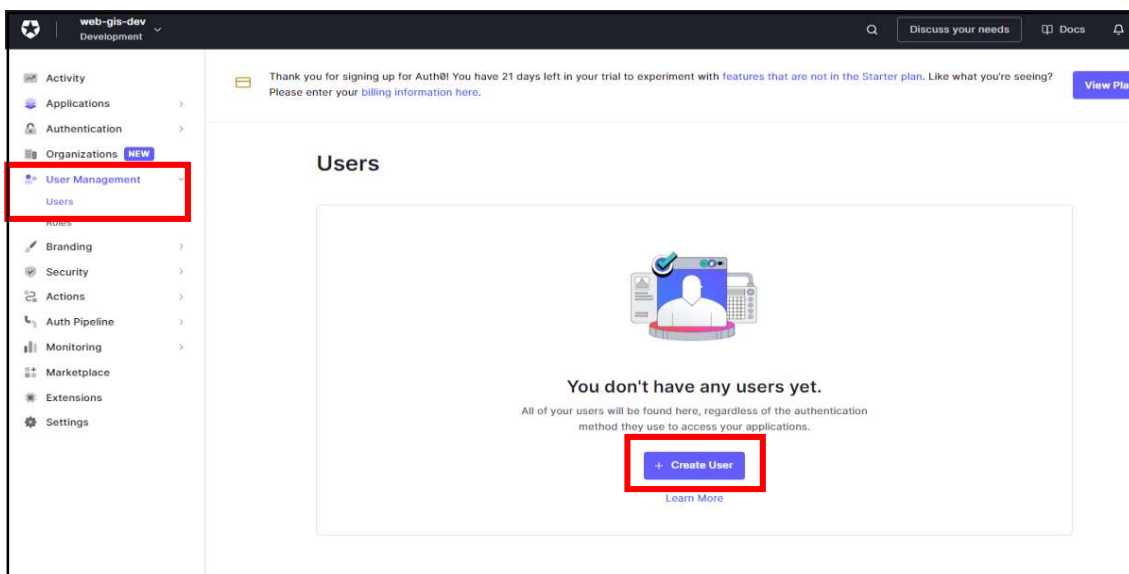 web-gis-dev
Development
Discuss your needs
Docs
Activity
Applications
Authentication
Organizations NEW
User Management
Users
Roles
Branding
Security
Actions
Auth Pipeline
Monitoring
Marketplace
Extensions
Settings
Thank you for signing up for Auth0! You have 21 days left in your trial to experiment with features that are not in the Starter plan. Like what you're seeing?
Please enter your billing information here.
View Pla
Users
You don't have any users yet.
All of your users will be found here, regardless of the authentication
method they use to access your applications.
+ Create User
Learn More